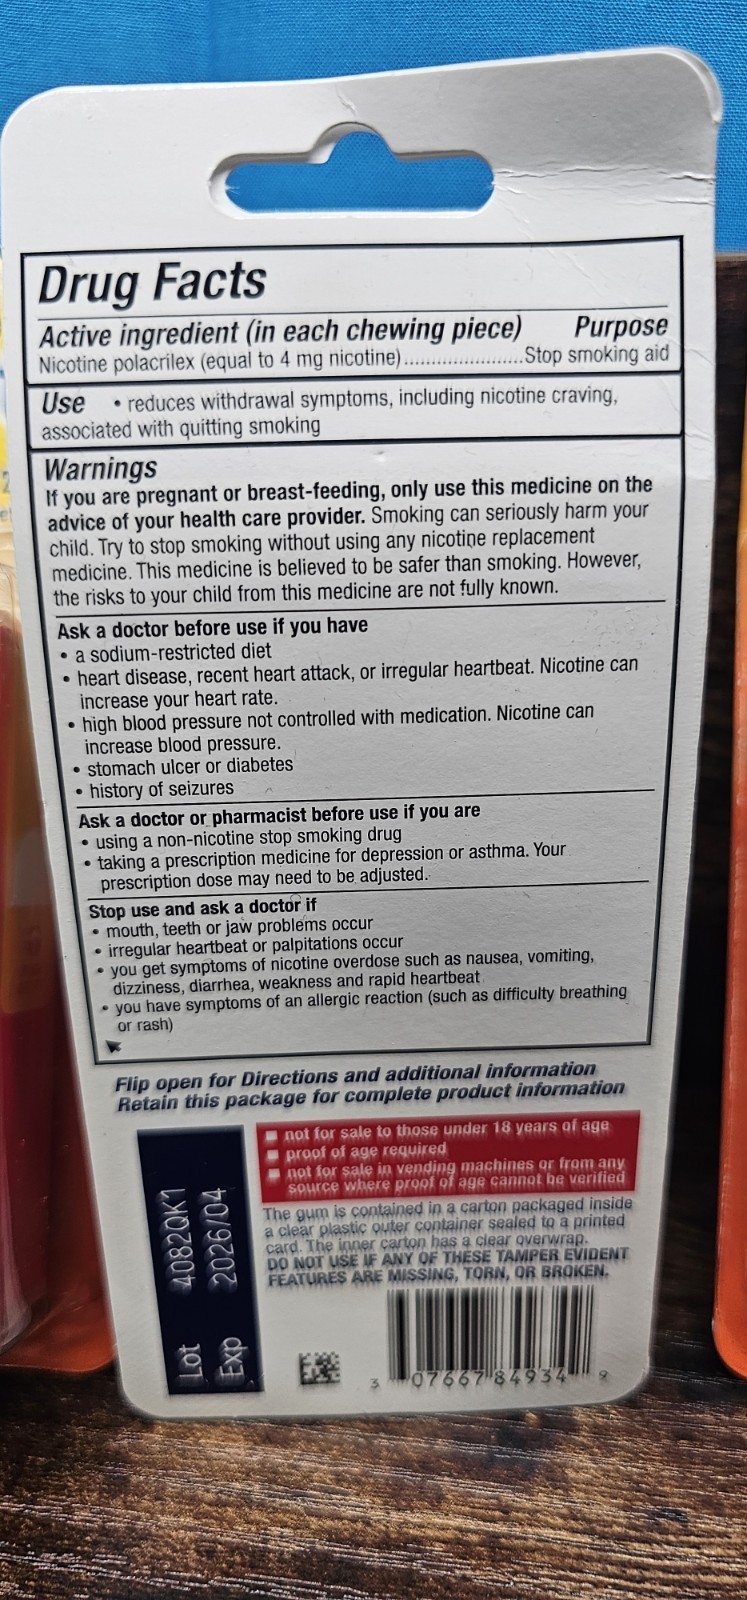 Drug Facts
Active ingredient (in each chewing piece) Purpose
Nicotine polacrilex (equal to 4 mg nicotine)......................Stop smoking aid
Use • reduces withdrawal symptoms, including nicotine craving,
associated with quitting smoking
Warnings
If you are pregnant or breast-feeding, only use this medicine on the
advice of your health care provider. Smoking can seriously harm your
child. Try to stop smoking without using any nicotine replacement
medicine. This medicine is believed to be safer than smoking. However,
the risks to your child from this medicine are not fully known.
Ask a doctor before use if you have
• a sodium-restricted diet
• heart disease, recent heart attack, or irregular heartbeat. Nicotine can
increase your heart rate.
• high blood pressure not controlled with medication. Nicotine can
increase blood pressure.
• stomach ulcer or diabetes
• history of seizures
Ask a doctor or pharmacist before use if you are
• using a non-nicotine stop smoking drug
• taking a prescription medicine for depression or asthma. Your
prescription dose may need to be adjusted.
Stop use and ask a doctor if
• mouth, teeth or jaw problems occur
• irregular heartbeat or palpitations occur
• you get symptoms of nicotine overdose such as nausea, vomiting,
dizziness, diarrhea, weakness and rapid heartbeat
• you have symptoms of an allergic reaction (such as difficulty breathing
or rash)
Flip open for Directions and additional information
Retain this package for complete product information
■ not for sale to those under 18 years of age
■ proof of age required
■ not for sale in vending machines or from any
source where proof of age cannot be verified
The gum is contained in a carton packaged inside
a clear plastic outer container sealed to a printed
card. The inner carton has a clear overwrap.
DO NOT USE IF ANY OF THESE TAMPER EVIDENT
FEATURES ARE MISSING, TORN, OR BROKEN.
Lot 4082QK1
Exp 2026/04
3 07667 84934 9